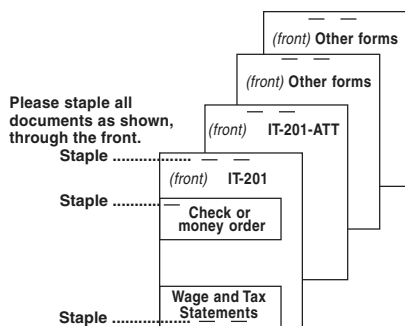 (front) Other forms
(front) Other forms
Please staple all
documents as shown,
through the front.
(front) IT-201-ATT
Staple ..................
(front) IT-201
Staple ...........
Check or
money order
Wage and Tax
Statements
Staple ..................